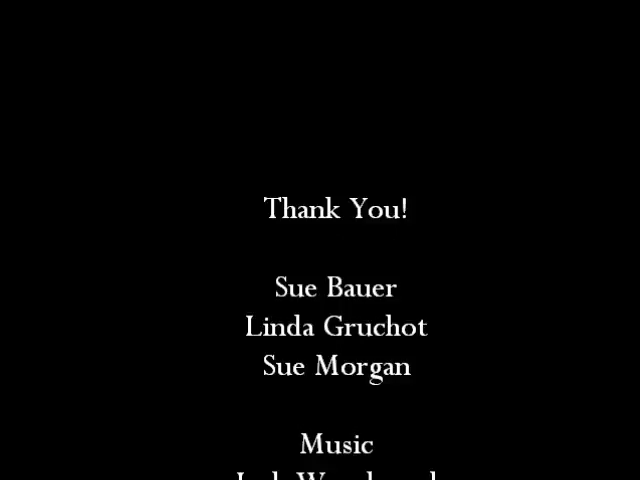 Thank You!
Sue Bauer
Linda Gruchot
Sue Morgan
Music